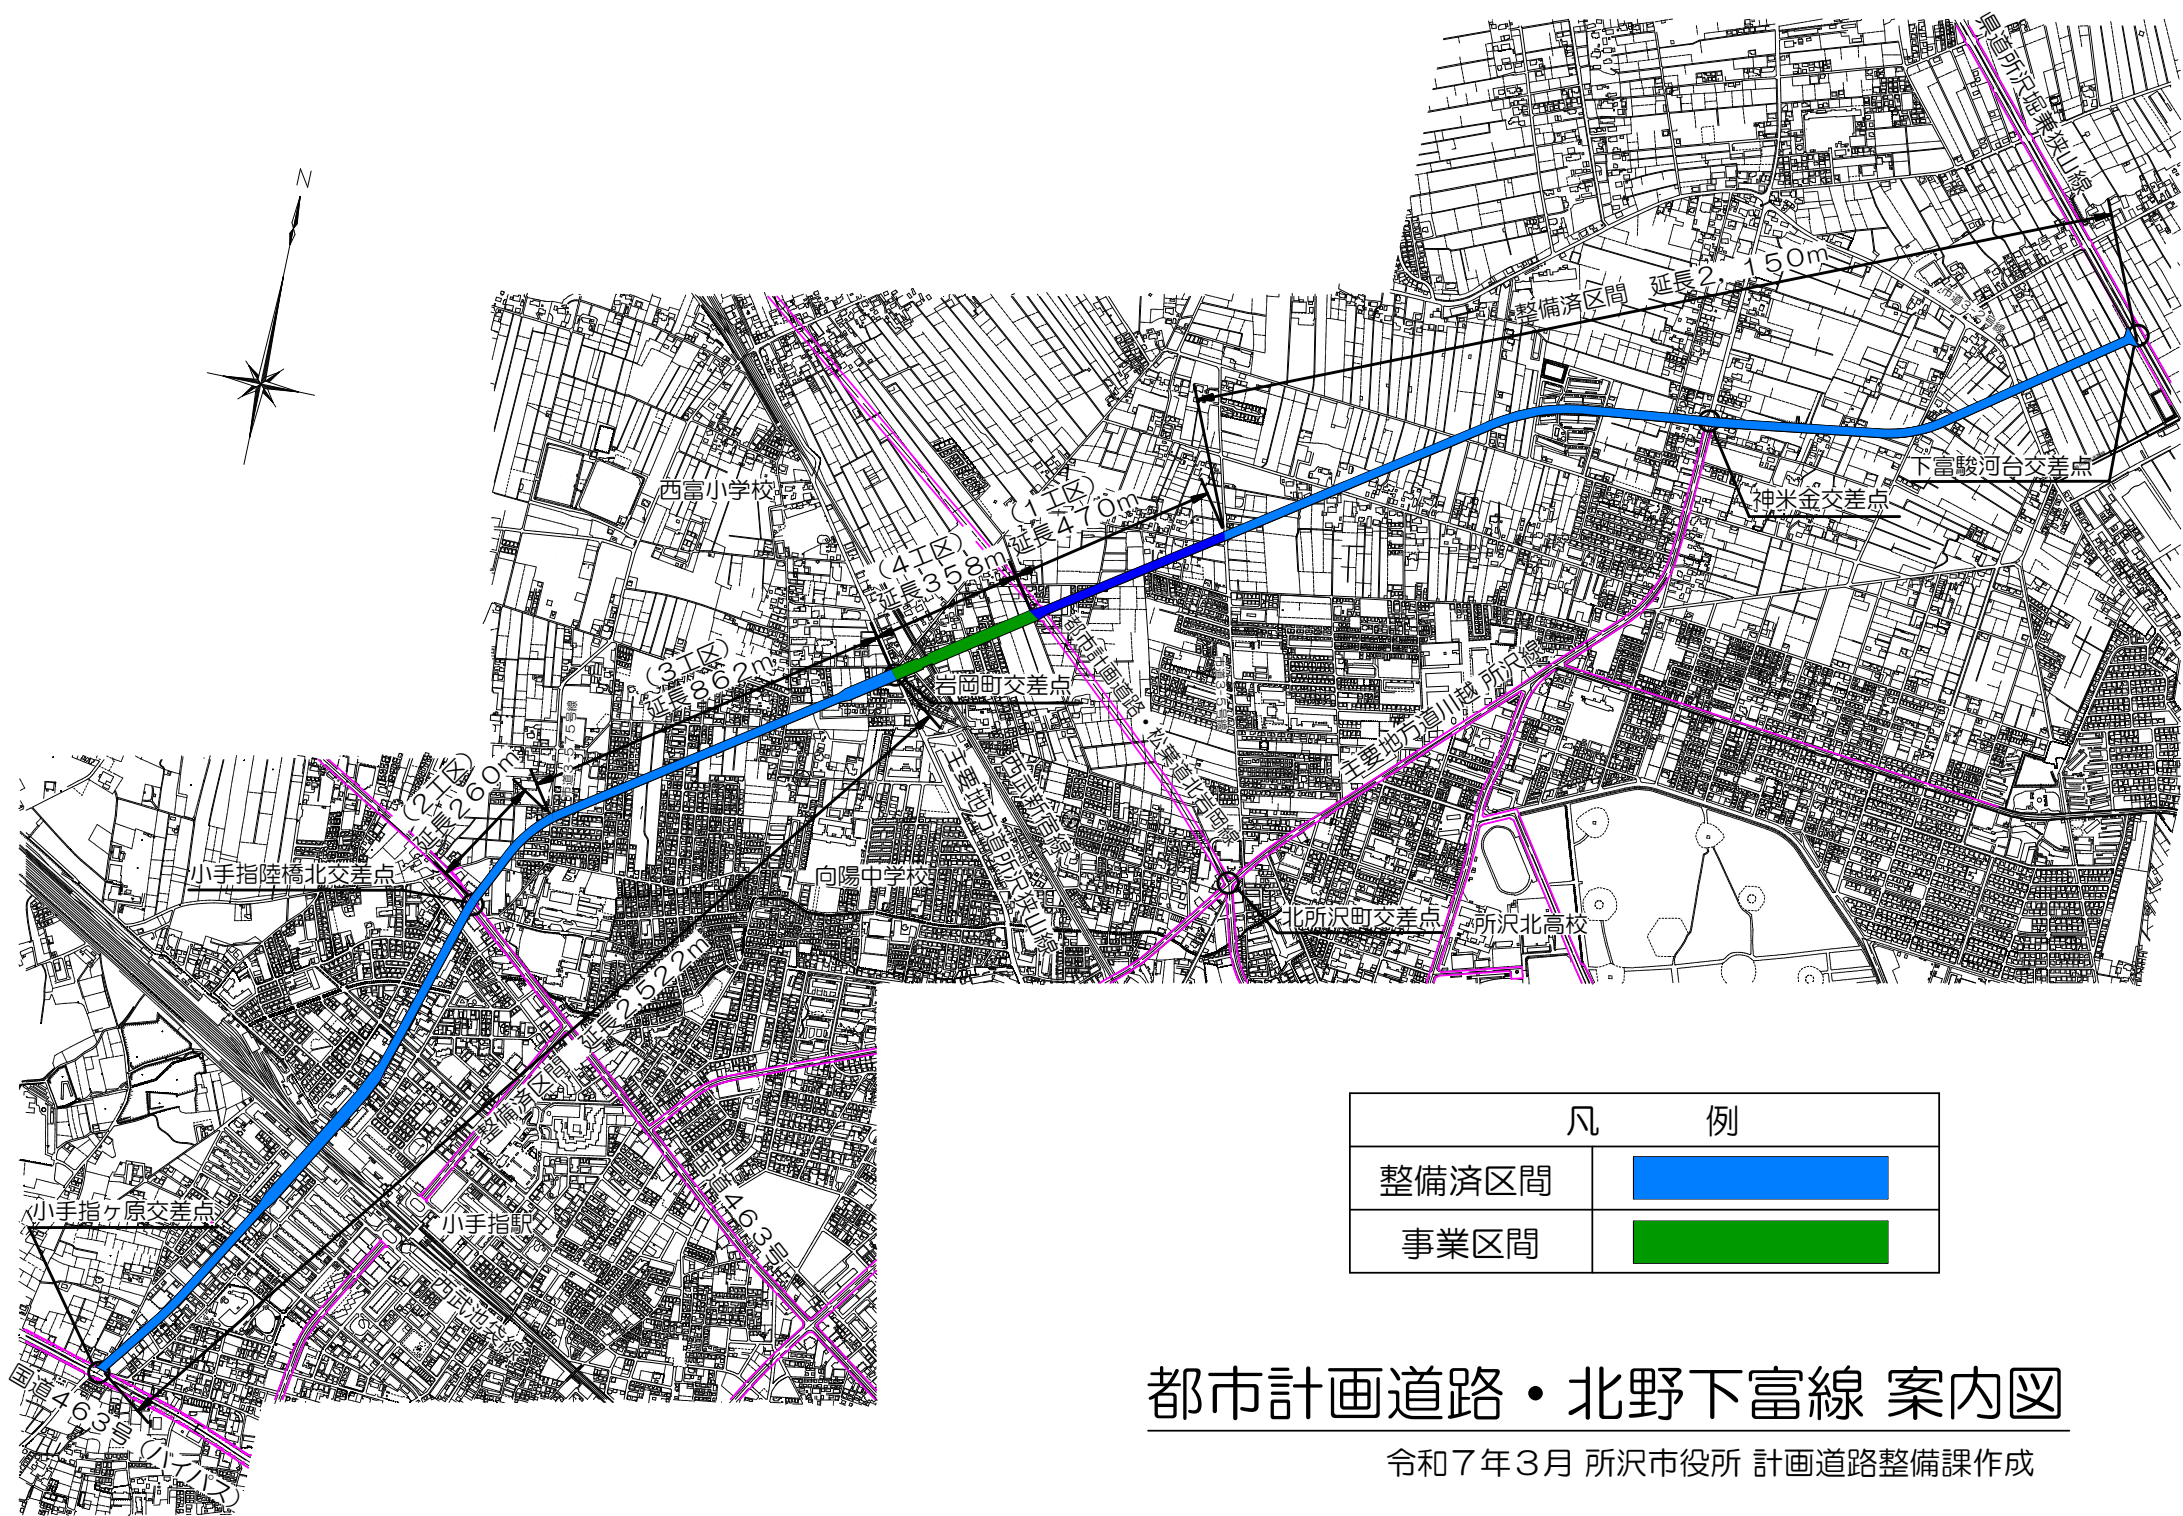 N
県道所沢堀兼狭山線
整備済区間 延長2,150m
市道3-2号線
下富駿河台交差点
神米金交差点
西富小学校
（1工区）
延長470m
（4工区）
延長358m
（3工区）
延長862m
岩岡町交差点
都市計画道路・松葉道北岩岡線
主要地方道川越 所沢線
（2工区）
延長260m
小手指陸橋北交差点
向陽中学校
主要地方道所沢狭山線
西武新宿線
北所沢町交差点
所沢北高校
整備済区間 延長2,522m
小手指ヶ原交差点
小手指駅
西武池袋線
国道463号
国道463号（バイパス）
凡 例
整備済区間
事業区間
都市計画道路・北野下富線 案内図
令和7年3月 所沢市役所 計画道路整備課作成